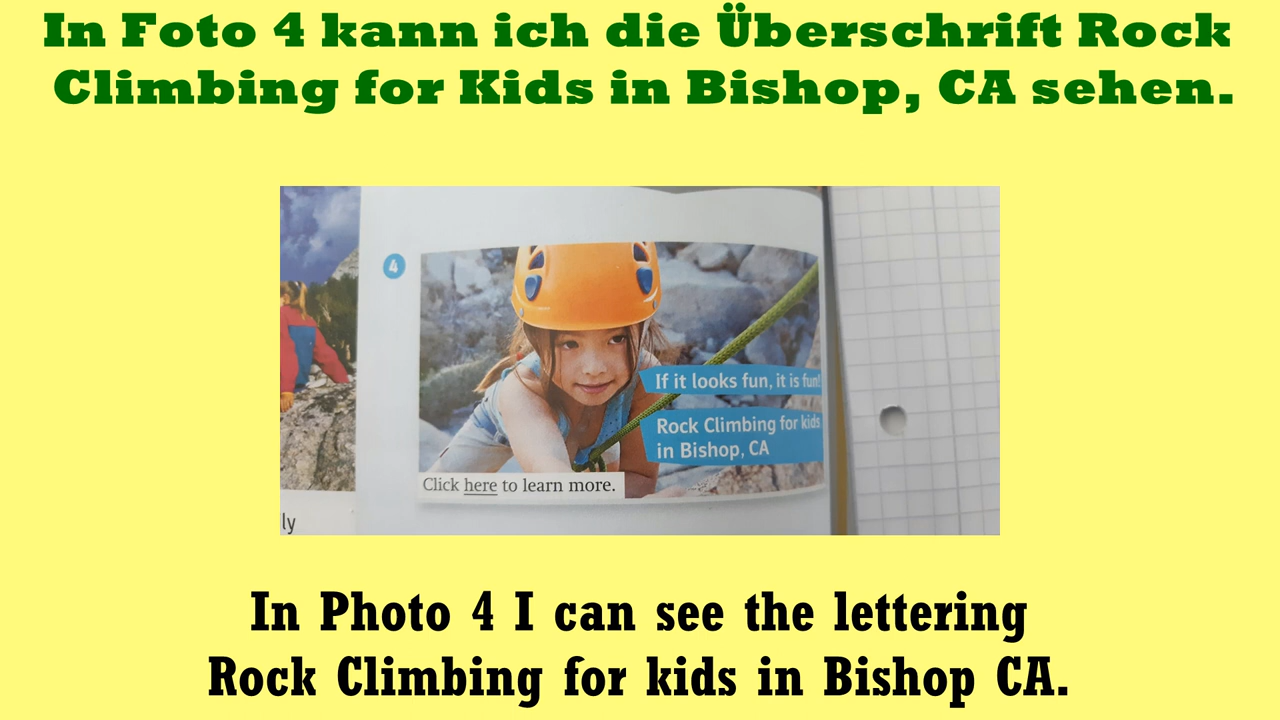 In Foto 4 kann ich die Überschrift Rock
Climbing for Kids in Bishop, CA sehen.
4
If it looks fun, it is fun!
Rock Climbing for kids
in Bishop, CA
Click here to learn more.
ly
In Photo 4 I can see the lettering
Rock Climbing for kids in Bishop CA.